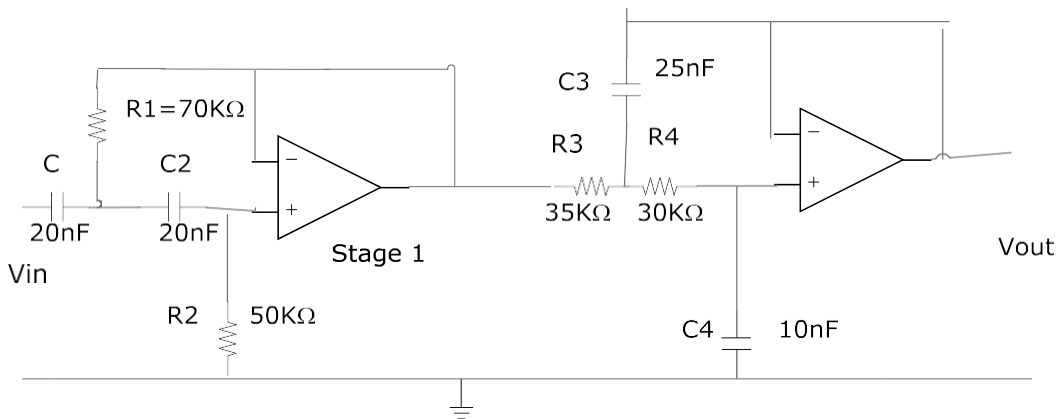 C3
25nF
R1=70KΩ
R3
R4
C
C2
−
+
−
+
20nF
20nF
35KΩ
30KΩ
Stage 1
Vin
Vout
R2
50KΩ
C4
10nF